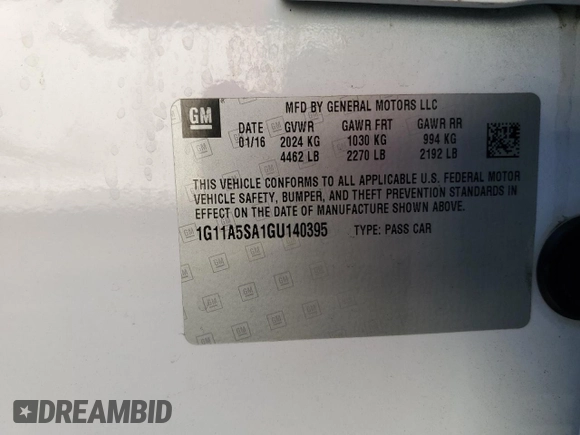 GM
MFD BY GENERAL MOTORS LLC
DATE GVWR GAWR FRT GAWR RR
01/16 2024 KG 1030 KG 994 KG
4462 LB 2270 LB 2192 LB
THIS VEHICLE CONFORMS TO ALL APPLICABLE U.S. FEDERAL MOTOR
VEHICLE SAFETY, BUMPER, AND THEFT PREVENTION STANDARDS IN
EFFECT ON THE DATE OF MANUFACTURE SHOWN ABOVE.
1G11A5SA1GU140395 TYPE: PASS CAR
DREAMBID